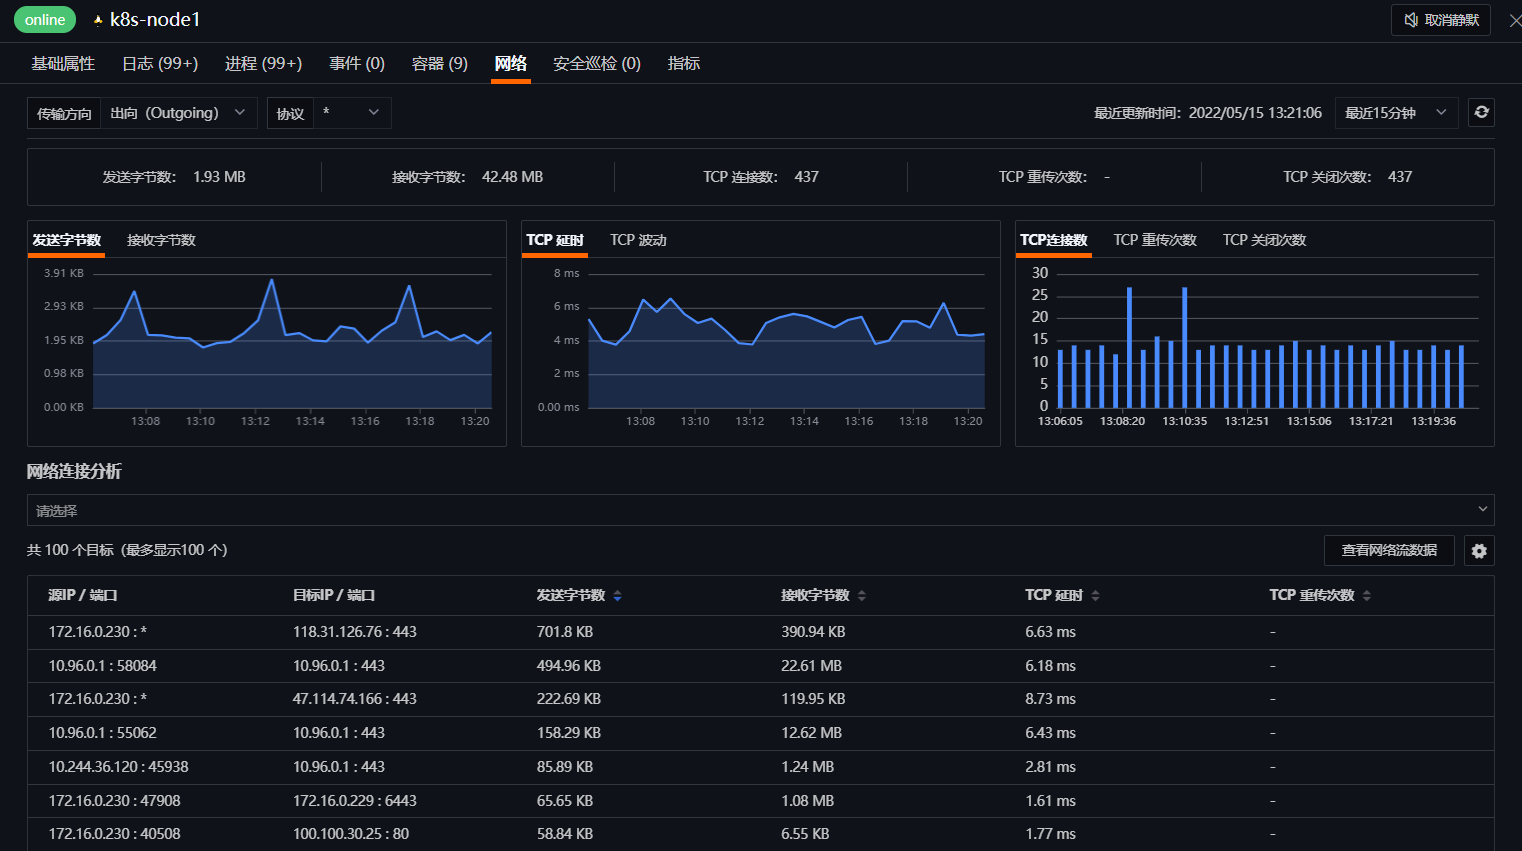 online k8s-node1 取消静默
基础属性 日志 (99+) 进程 (99+) 事件 (0) 容器 (9) 网络 安全巡检 (0) 指标
传输方向 出向（Outgoing） 协议 * 最近更新时间：2022/05/15 13:21:06 最近15分钟
发送字节数： 1.93 MB 接收字节数： 42.48 MB TCP 连接数： 437 TCP 重传次数： - TCP 关闭次数： 437
发送字节数 接收字节数
3.91 KB
2.93 KB
1.95 KB
0.98 KB
0.00 KB
13:08 13:10 13:12 13:14 13:16 13:18 13:20
TCP 延时 TCP 波动
8 ms
6 ms
4 ms
2 ms
0.00 ms
13:08 13:10 13:12 13:14 13:16 13:18 13:20
TCP连接数 TCP 重传次数 TCP 关闭次数
30
25
20
15
10
5
0
13:06:05 13:08:20 13:10:35 13:12:51 13:15:06 13:17:21 13:19:36
网络连接分析
请选择
共 100 个目标（最多显示100 个） 查看网络流数据
源IP / 端口 目标IP / 端口 发送字节数 接收字节数 TCP 延时 TCP 重传次数
172.16.0.230 : * 118.31.126.76 : 443 701.8 KB 390.94 KB 6.63 ms -
10.96.0.1 : 58084 10.96.0.1 : 443 494.96 KB 22.61 MB 6.18 ms -
172.16.0.230 : * 47.114.74.166 : 443 222.69 KB 119.95 KB 8.73 ms -
10.96.0.1 : 55062 10.96.0.1 : 443 158.29 KB 12.62 MB 6.43 ms -
10.244.36.120 : 45938 10.96.0.1 : 443 85.89 KB 1.24 MB 2.81 ms -
172.16.0.230 : 47908 172.16.0.229 : 6443 65.65 KB 1.08 MB 1.61 ms -
172.16.0.230 : 40508 100.100.30.25 : 80 58.84 KB 6.55 KB 1.77 ms -